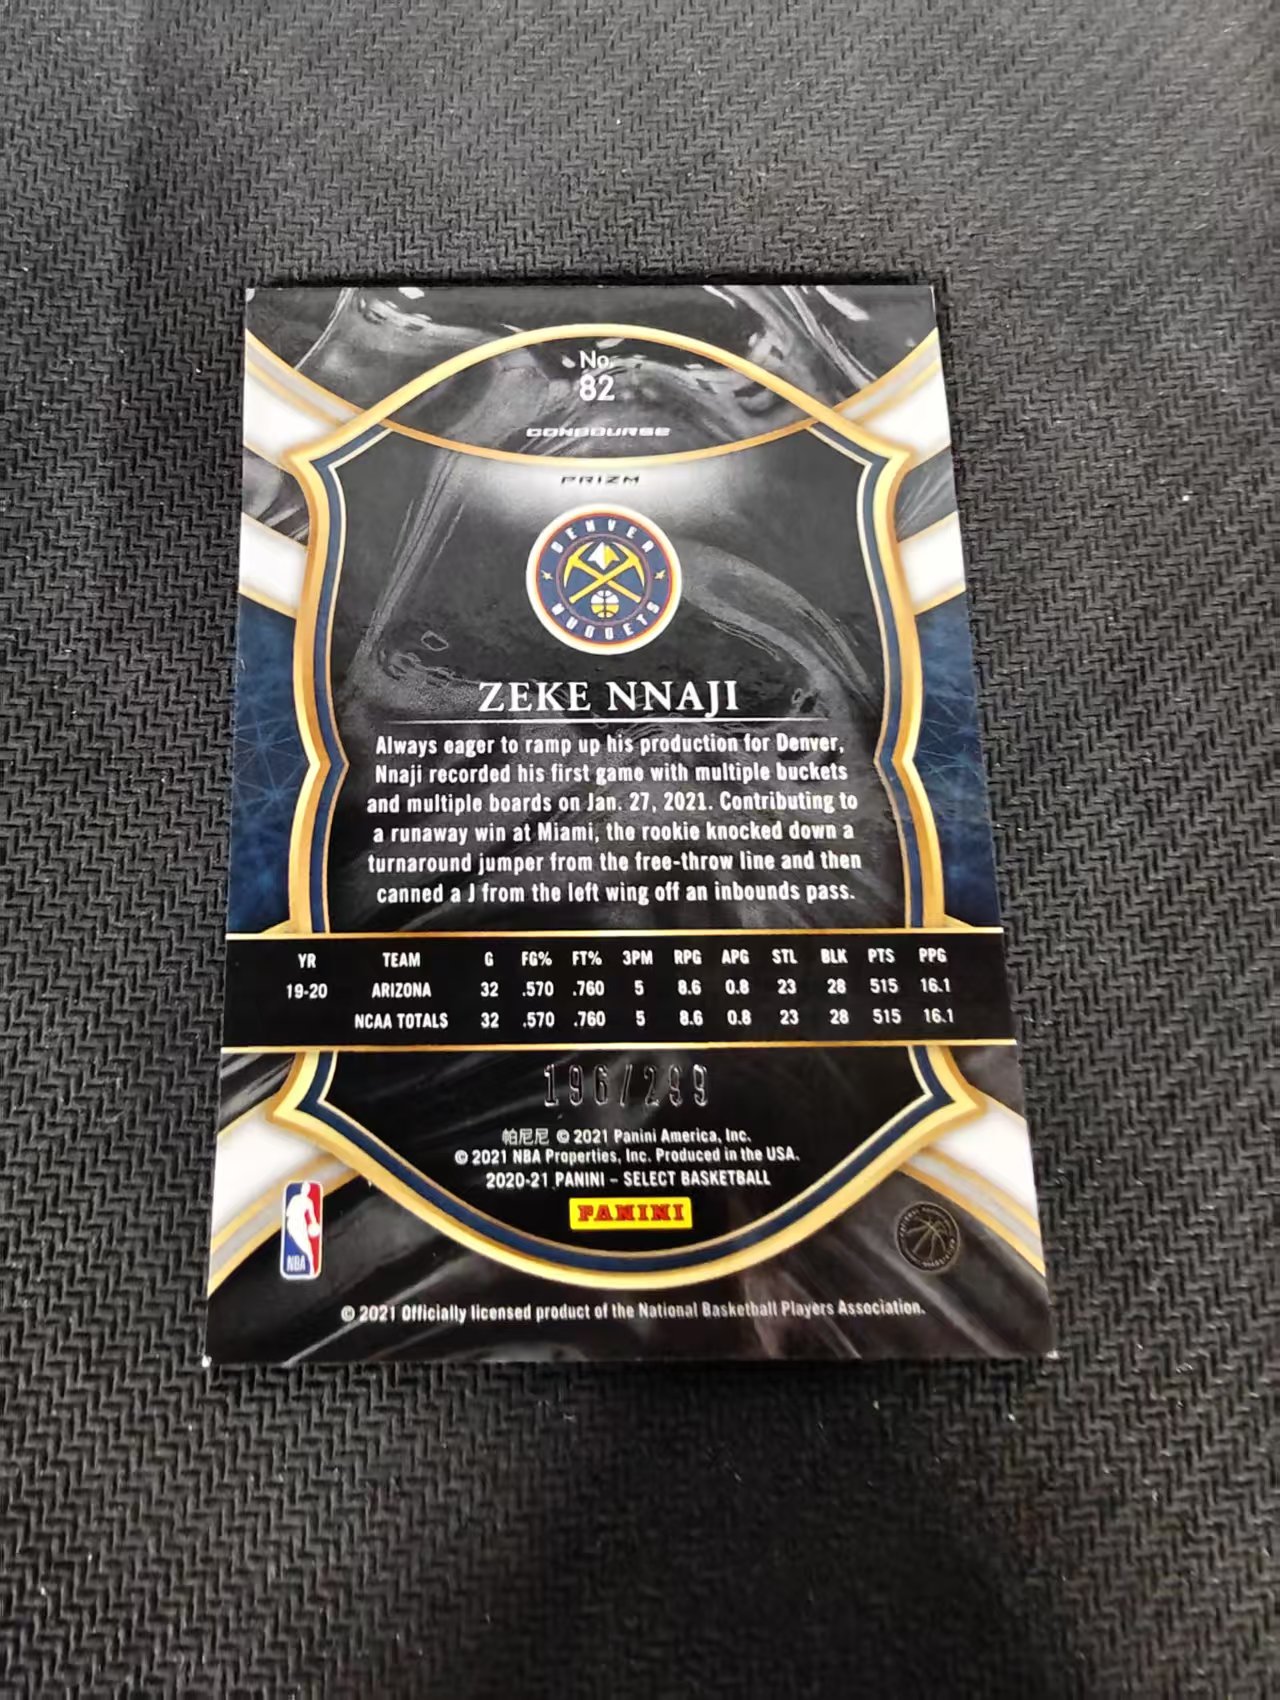 No.
82
CONCOURSE
PRIZM
DENVER
NUGGETS
ZEKE NNAJI
Always eager to ramp up his production for Denver,
Nnaji recorded his first game with multiple buckets
and multiple boards on Jan. 27, 2021. Contributing to
a runaway win at Miami, the rookie knocked down a
turnaround jumper from the free-throw line and then
canned a J from the left wing off an inbounds pass.
YR TEAM G FG% FT% 3PM RPG APG STL BLK PTS PPG
19-20 ARIZONA 32 .570 .760 5 8.6 0.8 23 28 515 16.1
NCAA TOTALS 32 .570 .760 5 8.6 0.8 23 28 515 16.1
196/299
帕尼尼 © 2021 Panini America, Inc.
© 2021 NBA Properties, Inc. Produced in the USA.
2020-21 PANINI – SELECT BASKETBALL
PANINI
NBA
© 2021 Officially licensed product of the National Basketball Players Association.